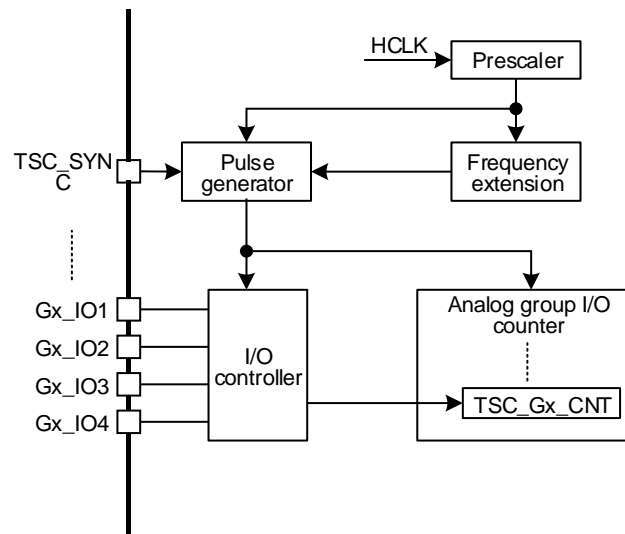 HCLK
Prescaler
TSC_SYN
C
Pulse
generator
Frequency
extension
Gx_IO1
Gx_IO2
Gx_IO3
Gx_IO4
I/O
controller
Analog group I/O
counter
TSC_Gx_CNT